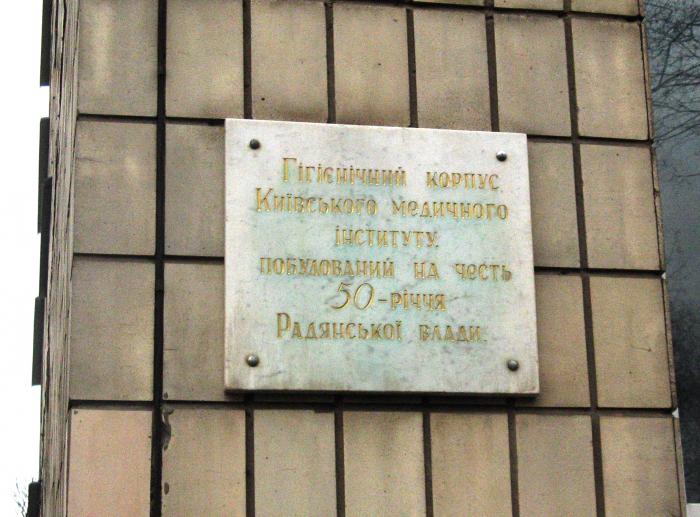 Гігієнічний корпус
Київського медичного
інституту
побудований на честь
50-річчя
Радянської влади.